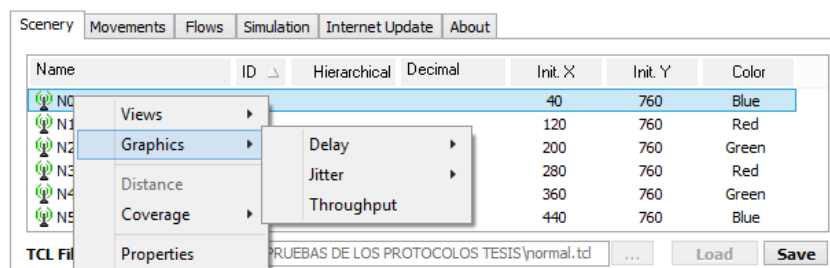 Scenery Movements Flows Simulation Internet Update About
Name ID Hierarchical Decimal Init. X Init. Y Color
N0 40 760 Blue
Views
N1 120 760 Red
Graphics Delay
N2 200 760 Green
Jitter
N3 280 760 Red
Distance
N4 Throughput 360 760 Green
Coverage
N5 440 760 Blue
TCL Fil Properties PRUEBAS DE LOS PROTOCOLOS TESIS\normal.tcl ... Load Save